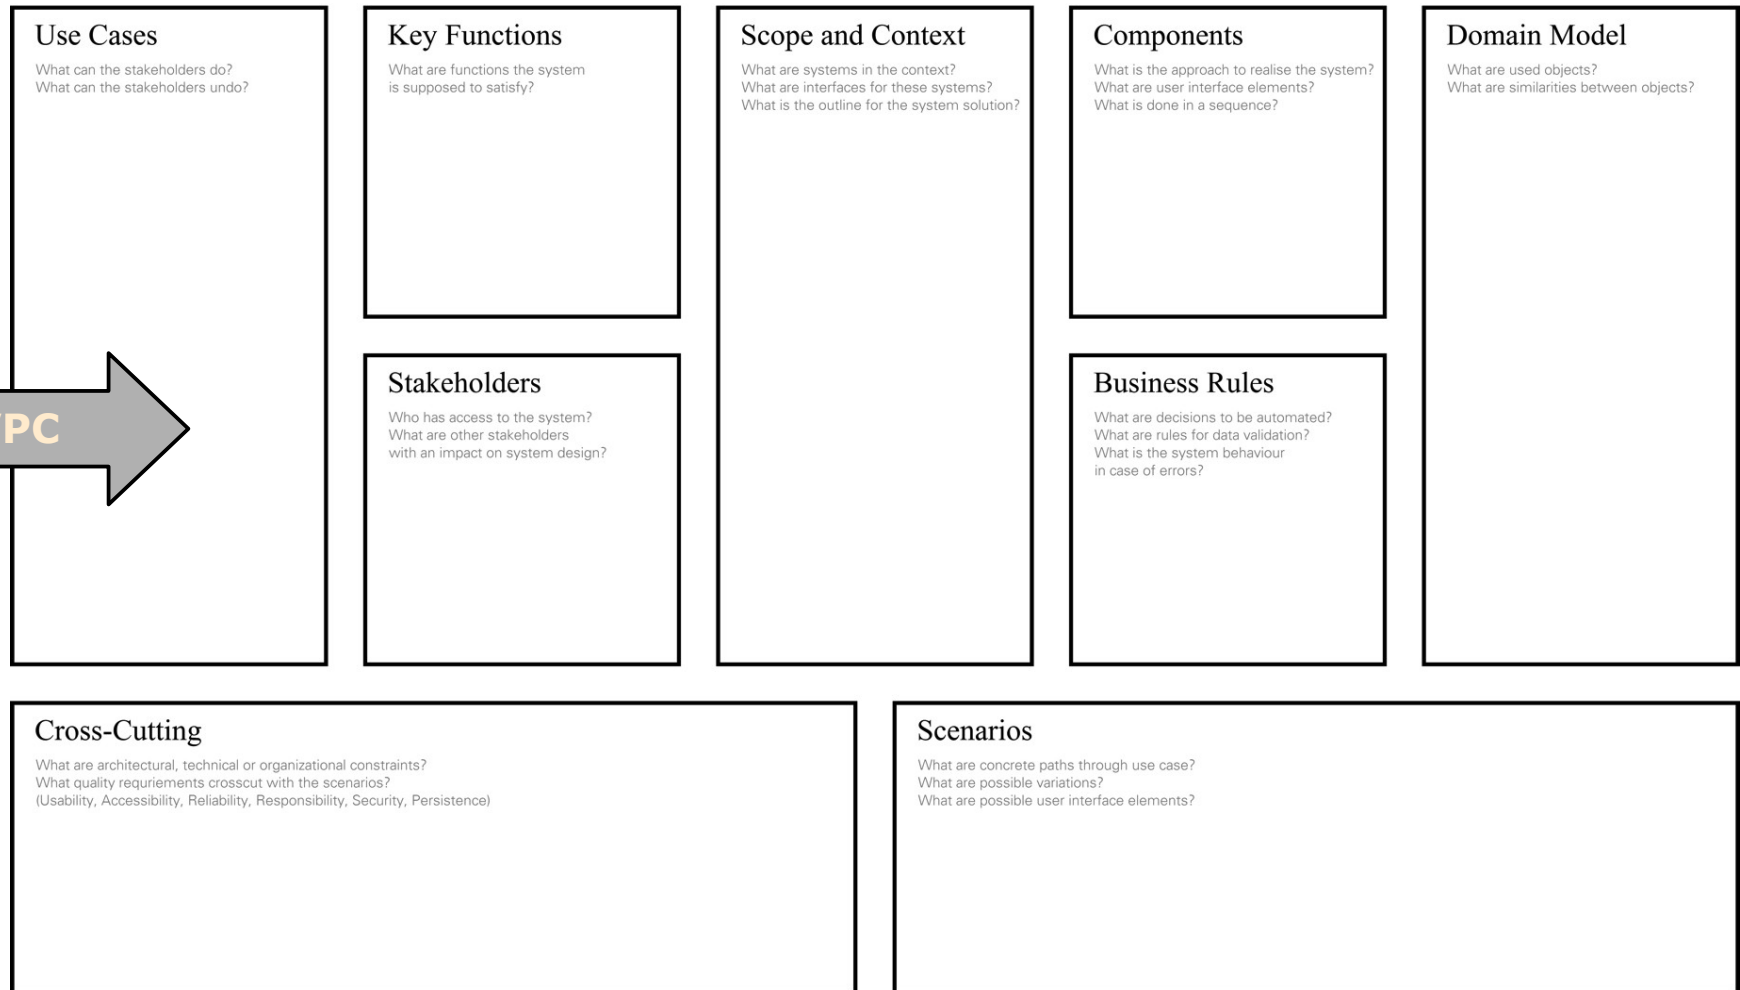 Use Cases
What can the stakeholders do?
What can the stakeholders undo?
Key Functions
What are functions the system
is supposed to satisfy?
Scope and Context
What are systems in the context?
What are interfaces for these systems?
What is the outline for the system solution?
Components
What is the approach to realise the system?
What are user interface elements?
What is done in a sequence?
Domain Model
What are used objects?
What are similarities between objects?
Stakeholders
Who has access to the system?
What are other stakeholders
with an impact on system design?
Business Rules
What are decisions to be automated?
What are rules for data validation?
What is the system behaviour
in case of errors?
Cross-Cutting
What are architectural, technical or organizational constraints?
What quality requriements crosscut with the scenarios?
(Usability, Accessibility, Reliability, Responsibility, Security, Persistence)
Scenarios
What are concrete paths through use case?
What are possible variations?
What are possible user interface elements?